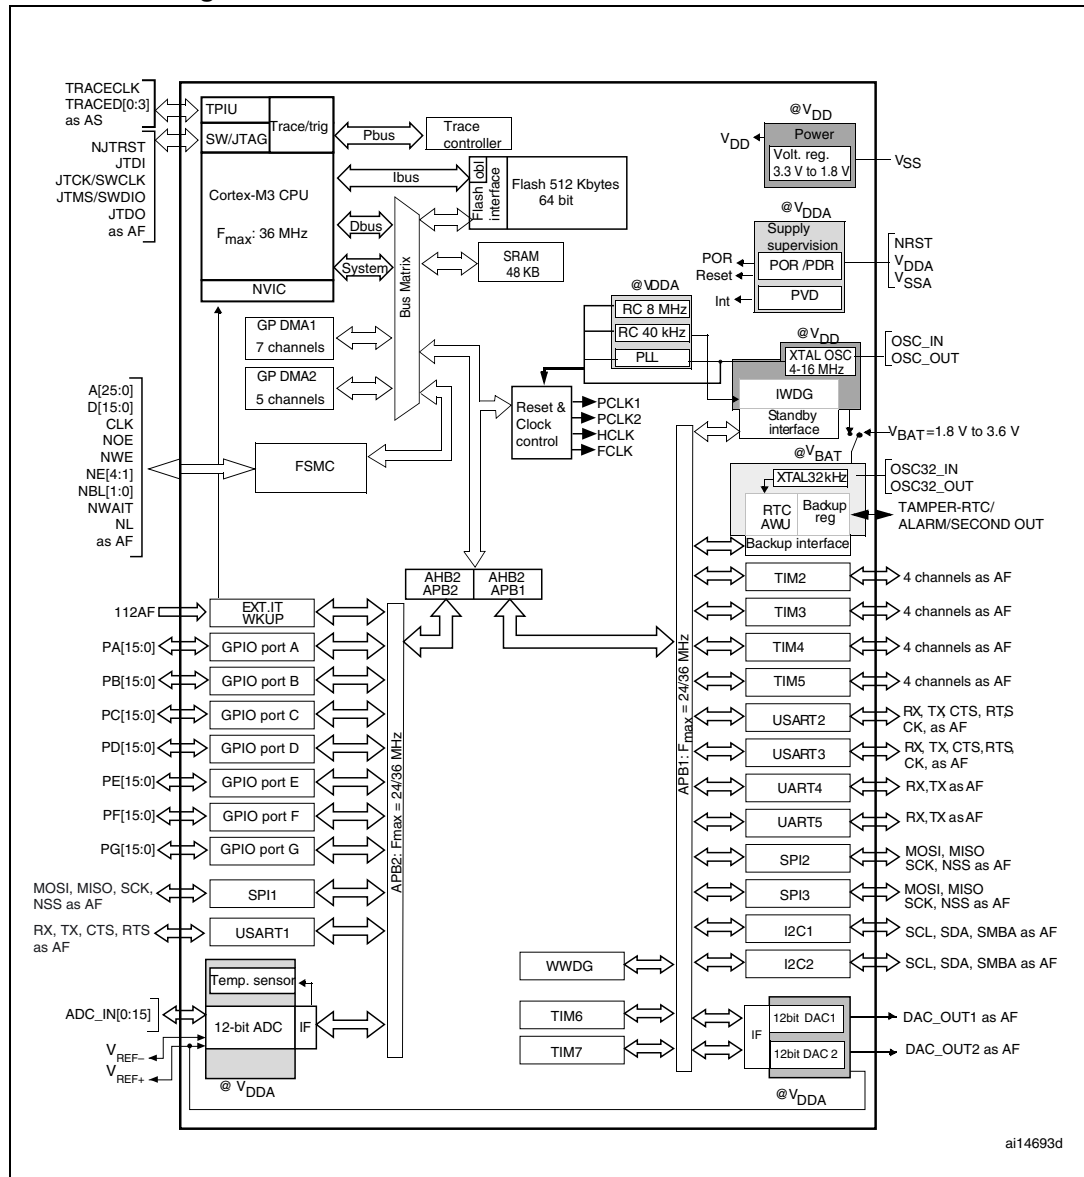 TRACECLK
TRACED[0:3]
as AS
NJTRST
JTDI
JTCK/SWCLK
JTMS/SWDIO
JTDO
as AF
TPIU
SW/JTAG
Trace/trig
Cortex-M3 CPU
Fmax: 36 MHz
NVIC
Pbus
Trace
controller
Ibus
Flash obl
interface
Flash 512 Kbytes
64 bit
Dbus
System
Bus Matrix
SRAM
48 KB
GP DMA1
7 channels
GP DMA2
5 channels
FSMC
A[25:0]
D[15:0]
CLK
NOE
NWE
NE[4:1]
NBL[1:0]
NWAIT
NL
as AF
@VDD
Power
VDD
Volt. reg.
3.3 V to 1.8 V
VSS
@VDDA
Supply
supervision
POR
Reset
Int
POR /PDR
PVD
NRST
VDDA
VSSA
@VDDA
RC 8 MHz
RC 40 kHz
PLL
Reset &
Clock
control
PCLK1
PCLK2
HCLK
FCLK
@VDD
XTAL OSC
4-16 MHz
OSC_IN
OSC_OUT
IWDG
Standby
interface
VBAT=1.8 V to 3.6 V
@VBAT
XTAL32kHz
OSC32_IN
OSC32_OUT
RTC
AWU
Backup
reg
TAMPER-RTC/
ALARM/SECOND OUT
Backup interface
AHB2
APB2
AHB2
APB1
112AF
EXT.IT
WKUP
PA[15:0]
GPIO port A
PB[15:0]
GPIO port B
PC[15:0]
GPIO port C
PD[15:0]
GPIO port D
PE[15:0]
GPIO port E
PF[15:0]
GPIO port F
PG[15:0]
GPIO port G
MOSI, MISO, SCK,
NSS as AF
SPI1
RX, TX, CTS, RTS
as AF
USART1
APB2: Fmax = 24/36 MHz
Temp. sensor
ADC_IN[0:15]
12-bit ADC
IF
VREF–
VREF+
@ VDDA
APB1: Fmax = 24/36 MHz
TIM2
4 channels as AF
TIM3
4 channels as AF
TIM4
4 channels as AF
TIM5
4 channels as AF
USART2
RX, TX, CTS, RTS,
CK, as AF
USART3
RX, TX, CTS, RTS,
CK, as AF
UART4
RX,TX as AF
UART5
RX,TX as AF
SPI2
MOSI, MISO
SCK, NSS as AF
SPI3
MOSI, MISO
SCK, NSS as AF
I2C1
SCL, SDA, SMBA as AF
I2C2
SCL, SDA, SMBA as AF
WWDG
TIM6
TIM7
IF
12bit DAC1
DAC_OUT1 as AF
12bit DAC 2
DAC_OUT2 as AF
@VDDA
ai14693d